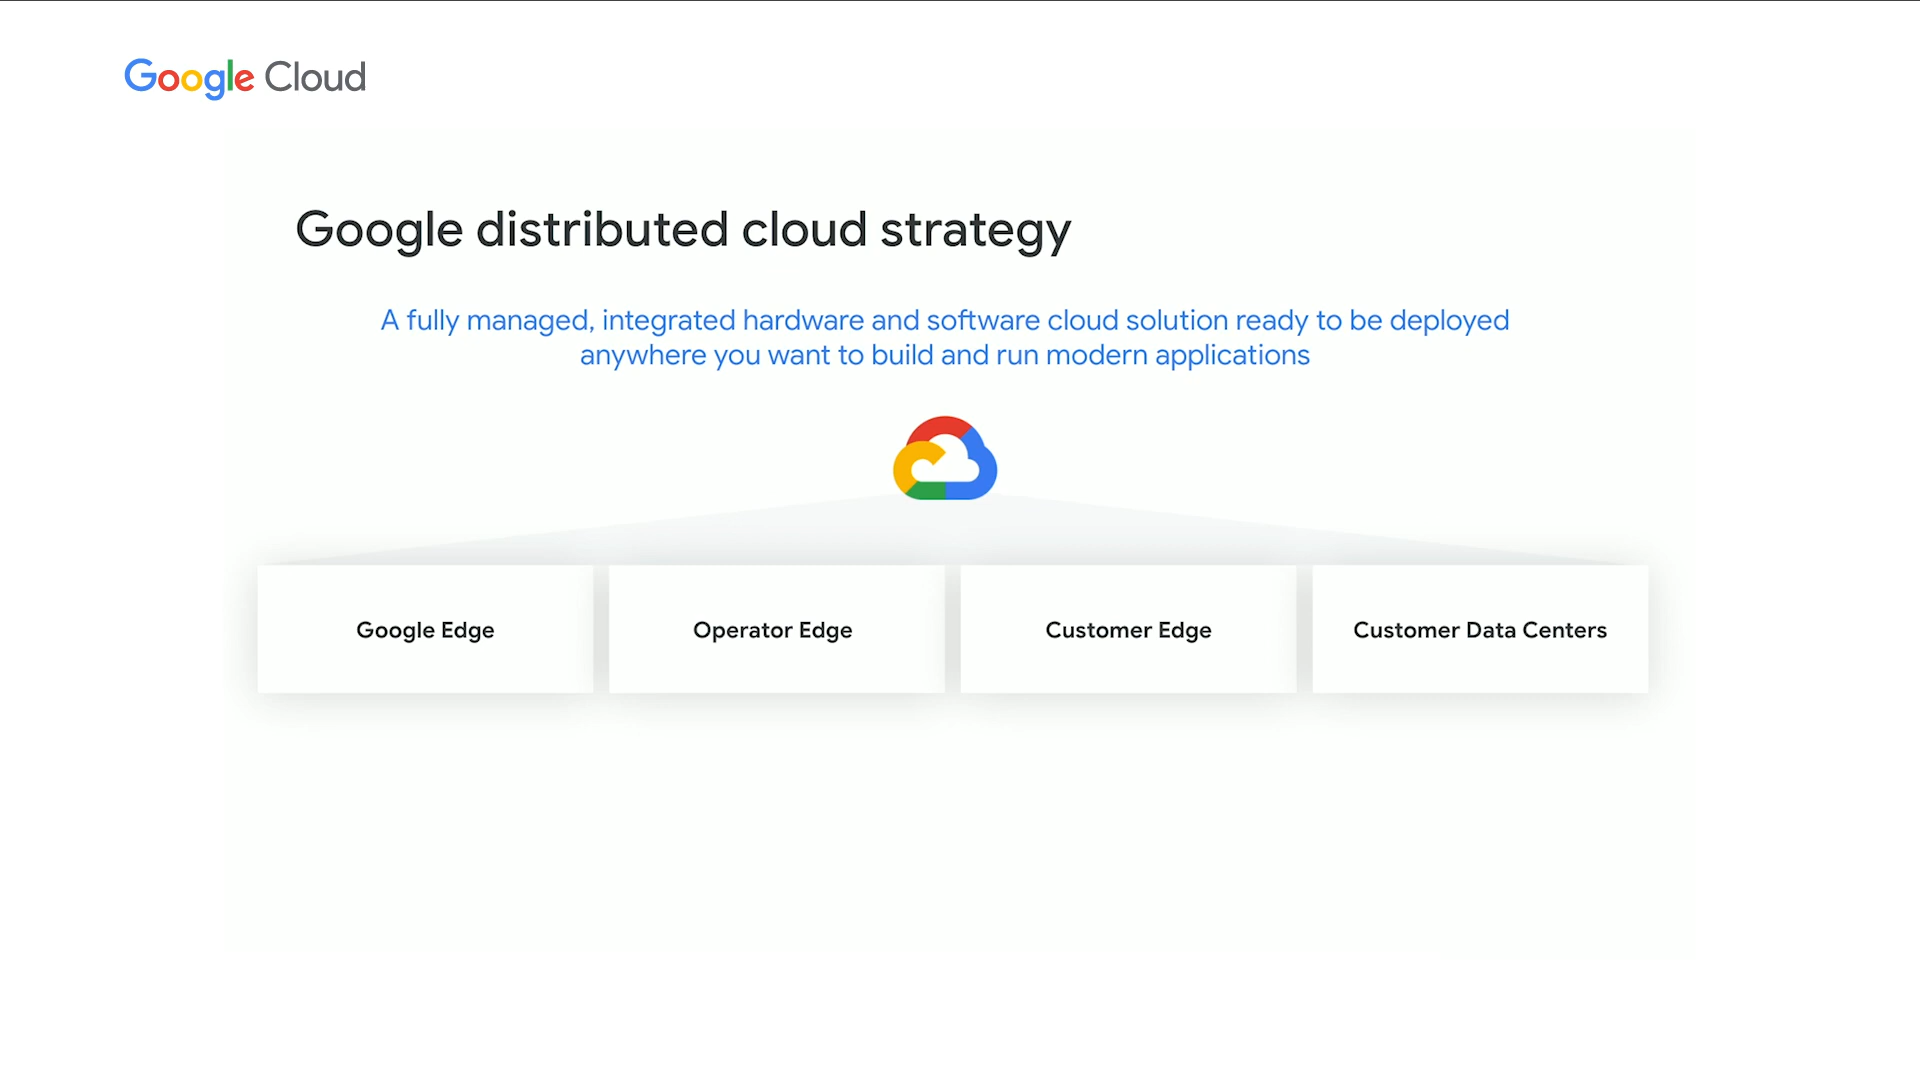 Google Cloud
Google distributed cloud strategy
A fully managed, integrated hardware and software cloud solution ready to be deployed
anywhere you want to build and run modern applications
Google Edge
Operator Edge
Customer Edge
Customer Data Centers